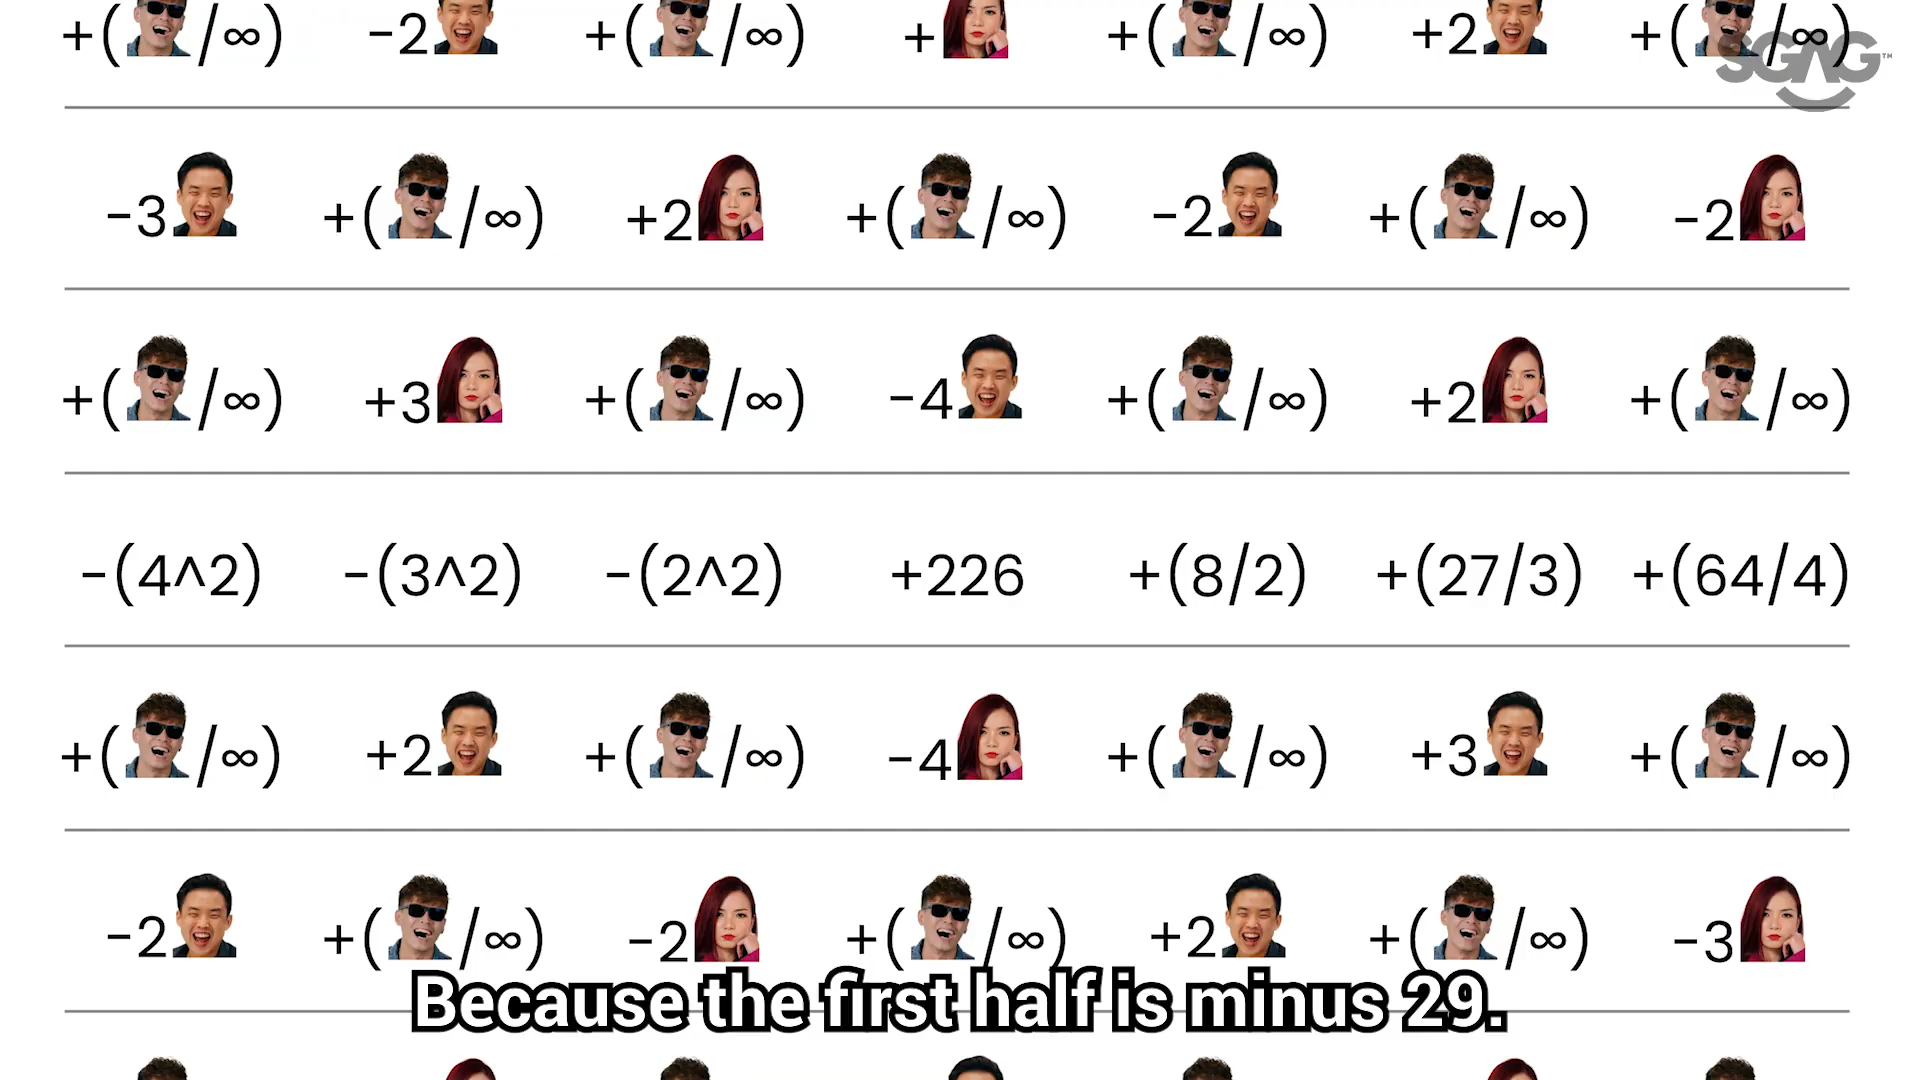 +( /∞) -2 +( /∞) + +( /∞) +2 +( /∞)
SGAG™
-3 +( /∞) +2 +( /∞) -2 +( /∞) -2
+( /∞) +3 +( /∞) -4 +( /∞) +2 +( /∞)
-(4^2) -(3^2) -(2^2) +226 +(8/2) +(27/3) +(64/4)
+( /∞) +2 +( /∞) -4 +( /∞) +3 +( /∞)
-2 +( /∞) -2 +( /∞) +2 +( /∞) -3
Because the first half is minus 29.